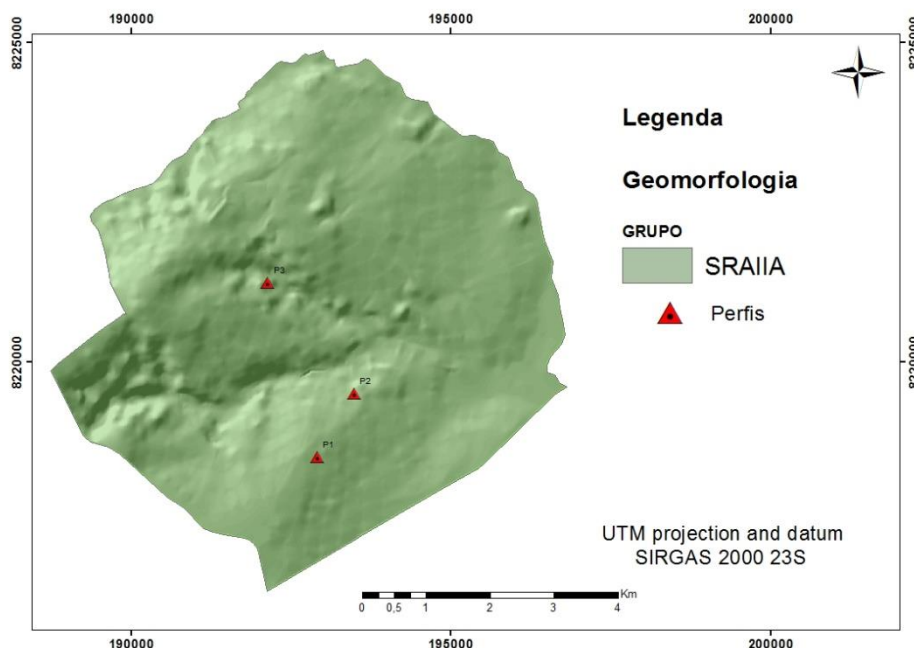 190000 195000 200000
8225000 8225000
Legenda
Geomorfologia
GRUPO
SRAIIA
P3
Perfis
8220000 8220000
P2
P1
UTM projection and datum
SIRGAS 2000 23S
Km
0 0,5 1 2 3 4
190000 195000 200000